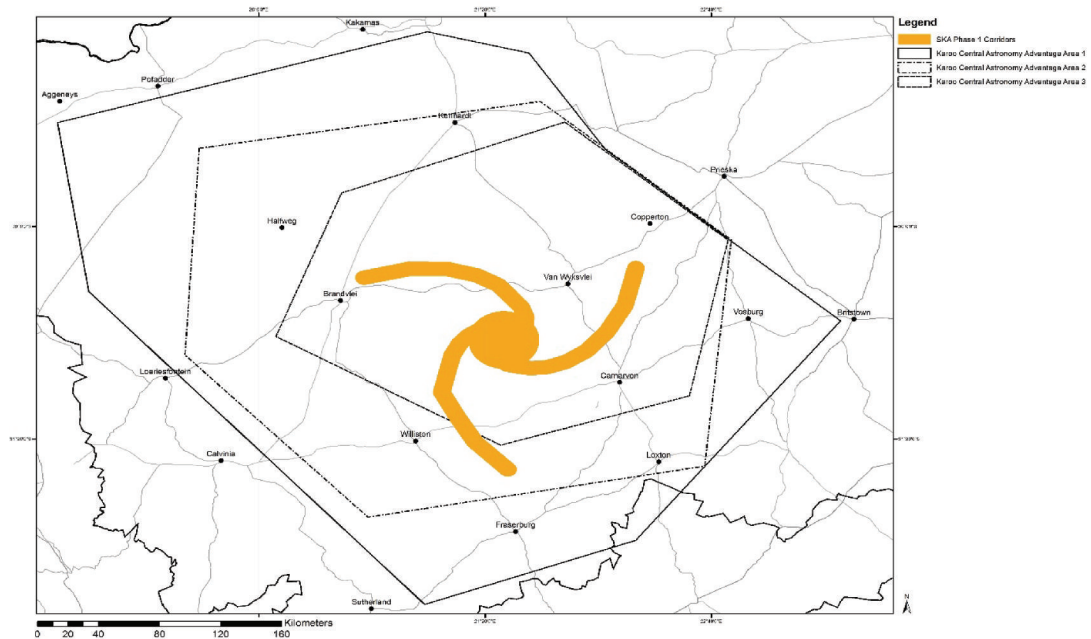 Legend
SKA Phase 1 Corridors
Karoo Central Astronomy Advantage Area 1
Karoo Central Astronomy Advantage Area 2
Karoo Central Astronomy Advantage Area 3
Kakamas
Pofadder
Aggeneys
Kenhardt
Prieska
Halfweg
Copperton
Van Wyksvlei
Brandvlei
Vosburg
Britstown
Loeriesfontein
Carnarvon
Williston
Calvinia
Loxton
Fraserburg
Sutherland
N
Kilometers
0 20 40 80 120 160